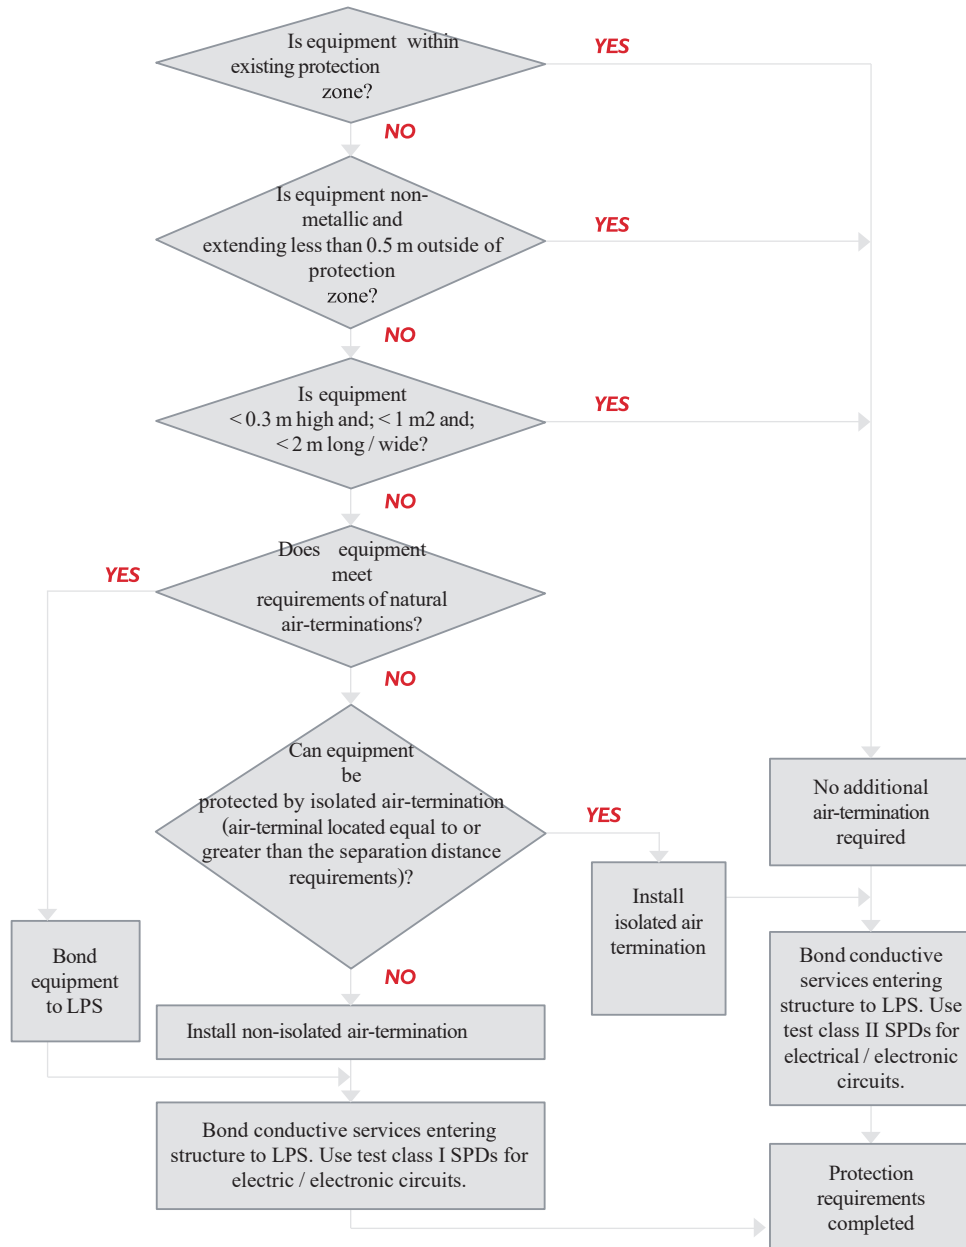 Is equipment within
existing protection
zone?
YES
NO
Is equipment non-
metallic and
extending less than 0.5 m outside of
protection
zone?
YES
NO
Is equipment
< 0.3 m high and; < 1 m2 and;
< 2 m long / wide?
YES
NO
Does equipment
meet
requirements of natural
air-terminations?
YES
NO
Can equipment
be
protected by isolated air-termination
(air-terminal located equal to or
greater than the separation distance
requirements)?
YES
NO
No additional
air-termination
required
Install
isolated air
termination
Bond
equipment
to LPS
Install non-isolated air-termination
Bond conductive
services entering
structure to LPS. Use
test class II SPDs for
electrical / electronic
circuits.
Bond conductive services entering
structure to LPS. Use test class I SPDs for
electric / electronic circuits.
Protection
requirements
completed